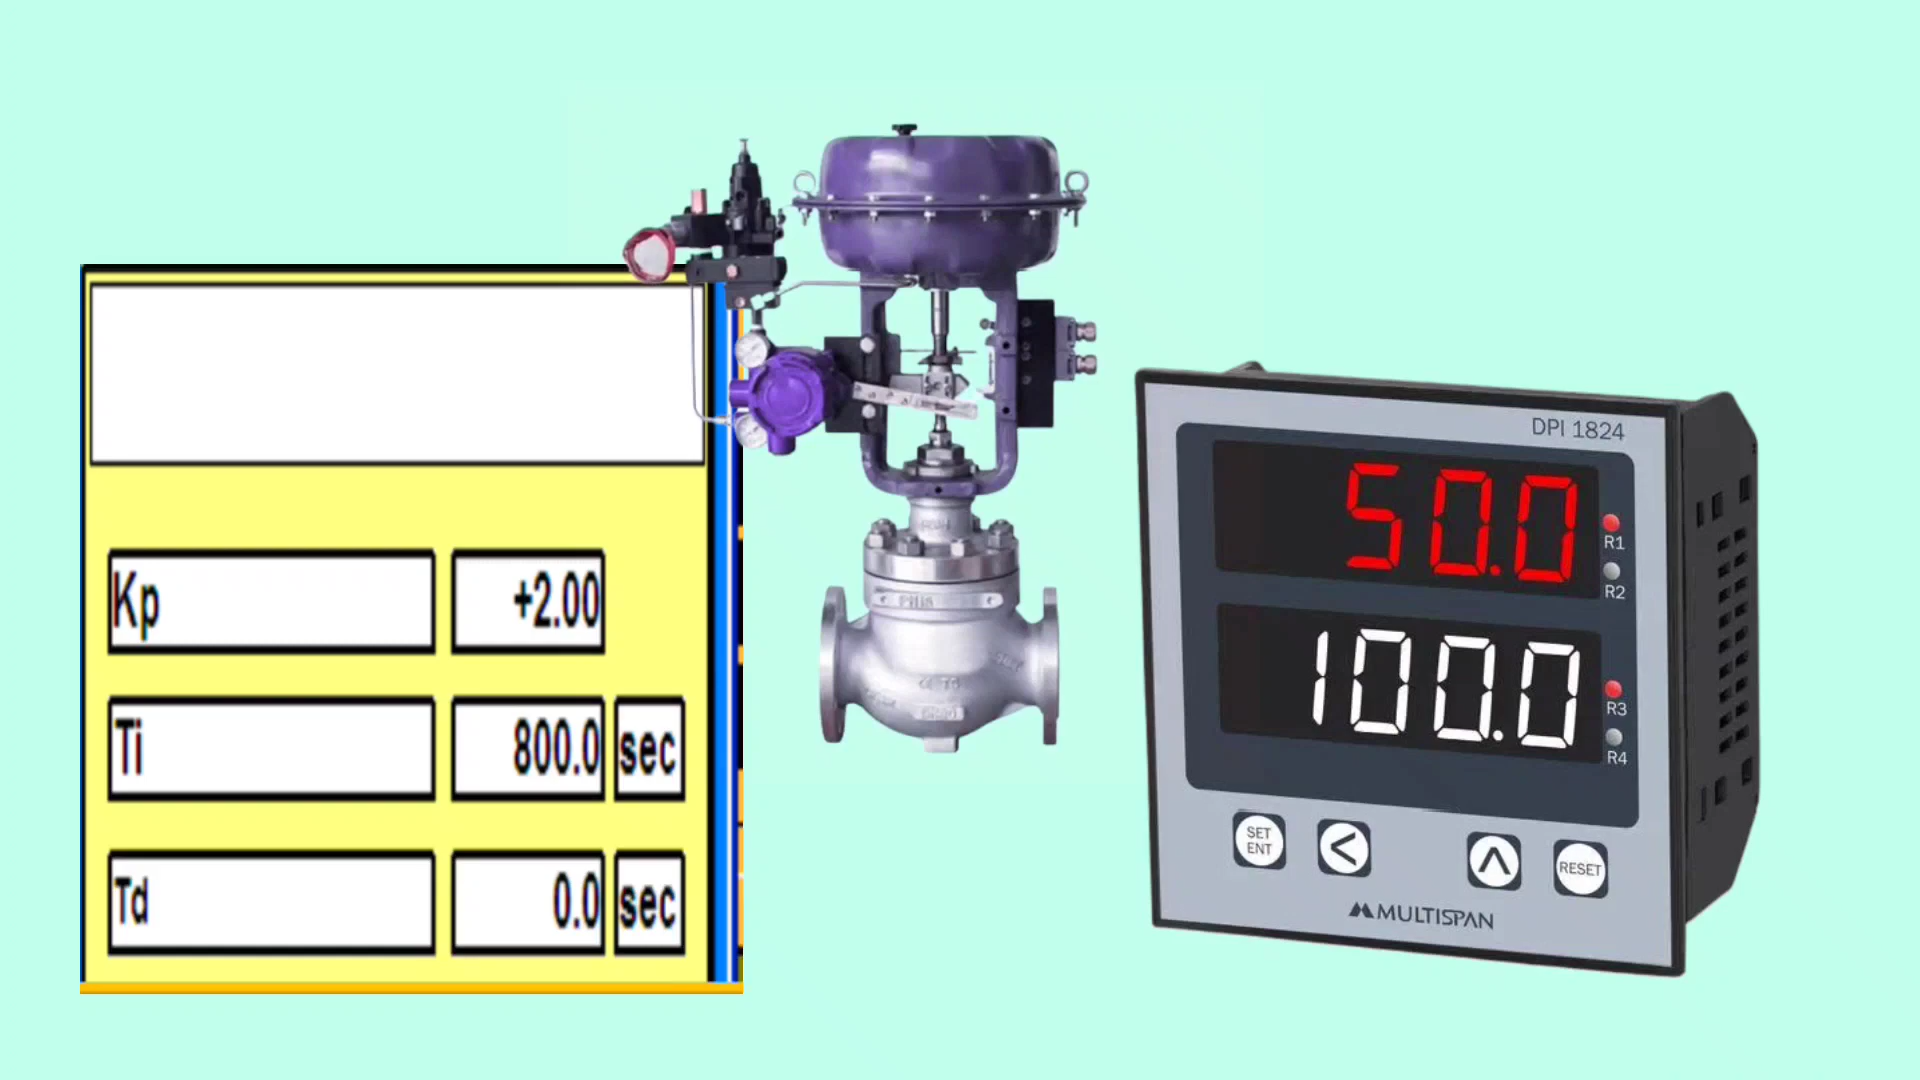 Kp
+2.00
Ti
800.0
sec
Td
0.0
sec
DPI 1824
50.0
R1
R2
100.0
R3
R4
SET
ENT
RESET
MULTISPAN